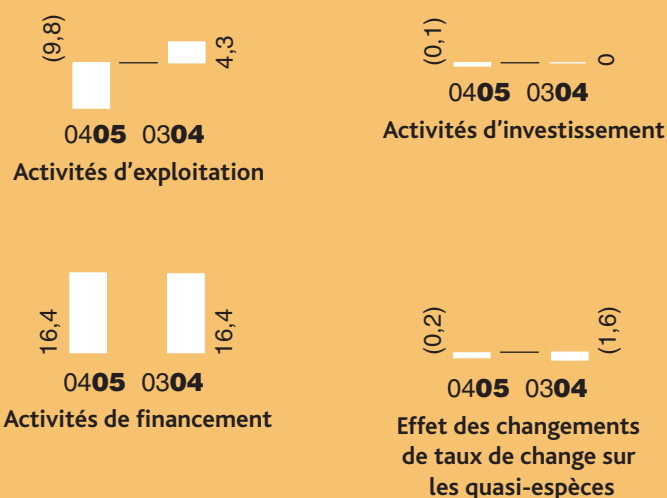 (9,8)
4,3
0405 0304
Activités d'exploitation
(0,1)
0
0405 0304
Activités d'investissement
16,4
16,4
0405 0304
Activités de financement
(0,2)
(1,6)
0405 0304
Effet des changements
de taux de change sur
les quasi-espèces